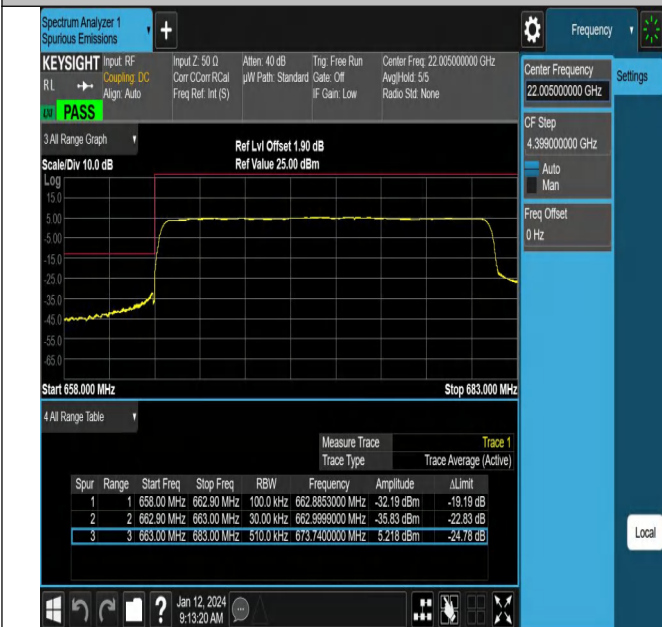 Spectrum Analyzer 1
Spurious Emissions
Frequency
KEYSIGHT Input: RF Input Z: 50 Ω Atten: 40 dB Trig: Free Run Center Freq: 22.005000000 GHz
RL Coupling: DC Corr CCorr RCal µW Path: Standard Gate: Off Avg|Hold: 5/5
Align: Auto Freq Ref: Int (S) IF Gain: Low Radio Std: None
PASS
Center Frequency
22.005000000 GHz
Settings
CF Step
4.399000000 GHz
Auto
Man
Freq Offset
0 Hz
3 All Range Graph
Ref Lvl Offset 1.90 dB
Scale/Div 10.0 dB Ref Value 25.00 dBm
Log
15.0
5.00
-5.00
-15.0
-25.0
-35.0
-45.0
-55.0
-65.0
Start 658.000 MHz Stop 683.000 MHz
4 All Range Table
Measure Trace Trace 1
Trace Type Trace Average (Active)
Spur Range Start Freq Stop Freq RBW Frequency Amplitude ΔLimit
1 1 658.00 MHz 662.90 MHz 100.0 kHz 662.8853000 MHz -32.19 dBm -19.19 dB
2 2 662.90 MHz 663.00 MHz 30.00 kHz 662.9999000 MHz -35.83 dBm -22.83 dB
3 3 663.00 MHz 683.00 MHz 510.0 kHz 673.7400000 MHz 5.218 dBm -24.78 dB
Local
Jan 12, 2024
9:13:20 AM